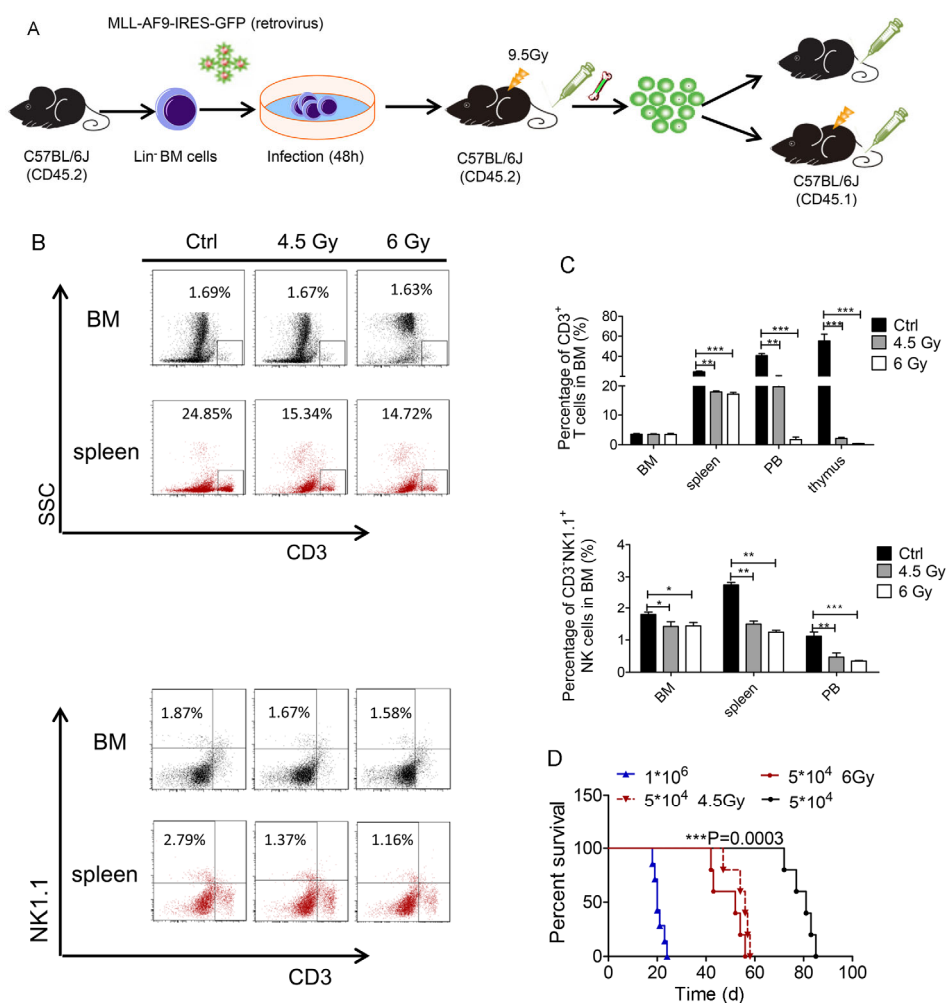 A
MLL-AF9-IRES-GFP (retrovirus)
9.5Gy
C57BL/6J
(CD45.2)
Lin⁻ BM cells
Infection (48h)
C57BL/6J
(CD45.2)
C57BL/6J
(CD45.1)
B
Ctrl 4.5 Gy 6 Gy
BM
1.69% 1.67% 1.63%
spleen
24.85% 15.34% 14.72%
SSC
CD3
BM
1.87% 1.67% 1.58%
spleen
2.79% 1.37% 1.16%
NK1.1
CD3
C
Percentage of CD3⁺
T cells in BM (%)
80
60
40
20
10
0
** *** ** *** *** ***
BM spleen PB thymus
Ctrl
4.5 Gy
6 Gy
Percentage of CD3⁻NK1.1⁺
NK cells in BM (%)
4
3
2
1
0
* * ** ** ** ***
BM spleen PB
Ctrl
4.5 Gy
6 Gy
D
1*10⁶
5*10⁴ 6Gy
5*10⁴ 4.5Gy
5*10⁴
Percent survival
150
100
50
0
***P=0.0003
0 20 40 60 80 100
Time (d)